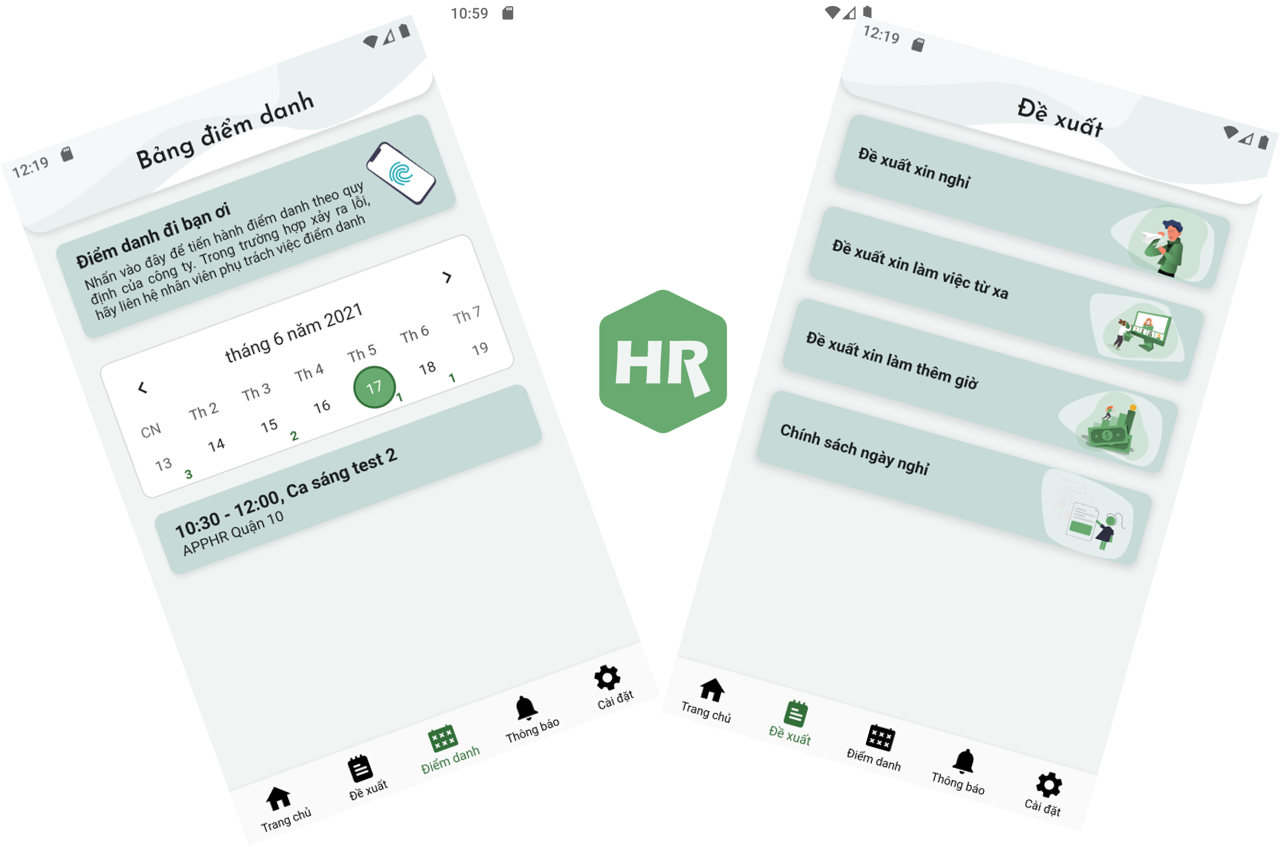 10:59
12:19
Bảng điểm danh
Điểm danh đi bạn ơi
Nhấn vào đây để tiến hành điểm danh theo quy
định của công ty. Trong trường hợp xảy ra lỗi,
hãy liên hệ nhân viên phụ trách việc điểm danh
tháng 6 năm 2021
CN Th 2 Th 3 Th 4 Th 5 Th 6 Th 7
13 14 15 16 17 18 19
3 2 1 1
10:30 - 12:00, Ca sáng test 2
APPHR Quận 10
Trang chủ Đề xuất Điểm danh Thông báo Cài đặt
HR
12:19
Đề xuất
Đề xuất xin nghỉ
Đề xuất xin làm việc từ xa
Đề xuất xin làm thêm giờ
Chính sách ngày nghỉ
Trang chủ Đề xuất Điểm danh Thông báo Cài đặt